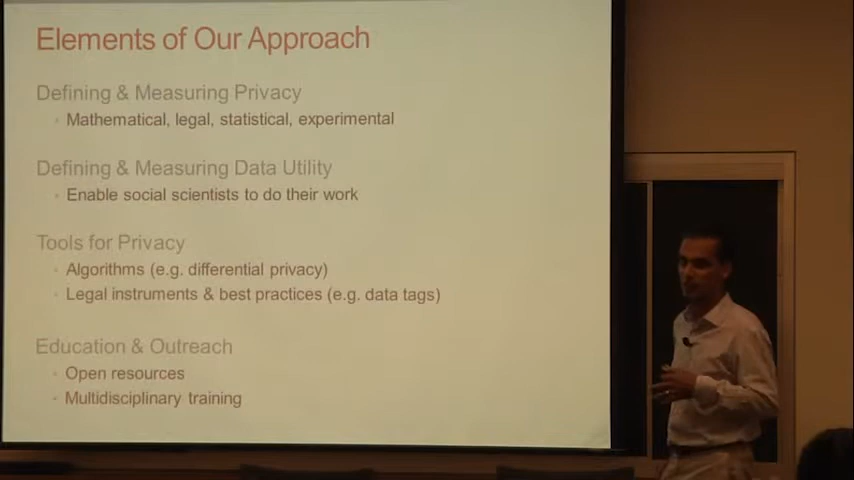 Elements of Our Approach
Defining & Measuring Privacy
Mathematical, legal, statistical, experimental
Defining & Measuring Data Utility
Enable social scientists to do their work
Tools for Privacy
Algorithms (e.g. differential privacy)
Legal instruments & best practices (e.g. data tags)
Education & Outreach
Open resources
Multidisciplinary training